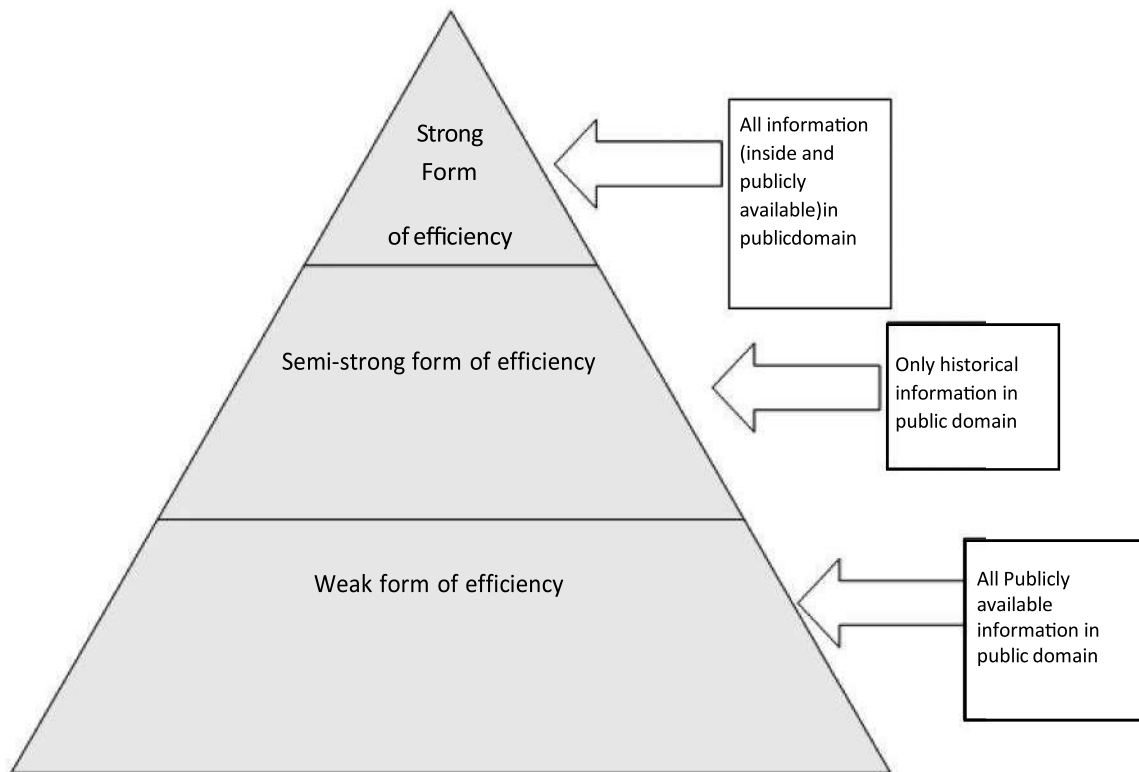 Strong
Form
of efficiency
All information
(inside and
publicly
available)in
publicdomain
Semi-strong form of efficiency
Only historical
information in
public domain
Weak form of efficiency
All Publicly
available
information in
public domain